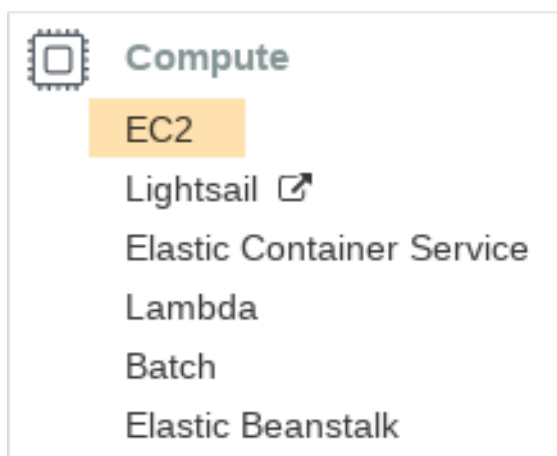 Compute
EC2
Lightsail
Elastic Container Service
Lambda
Batch
Elastic Beanstalk